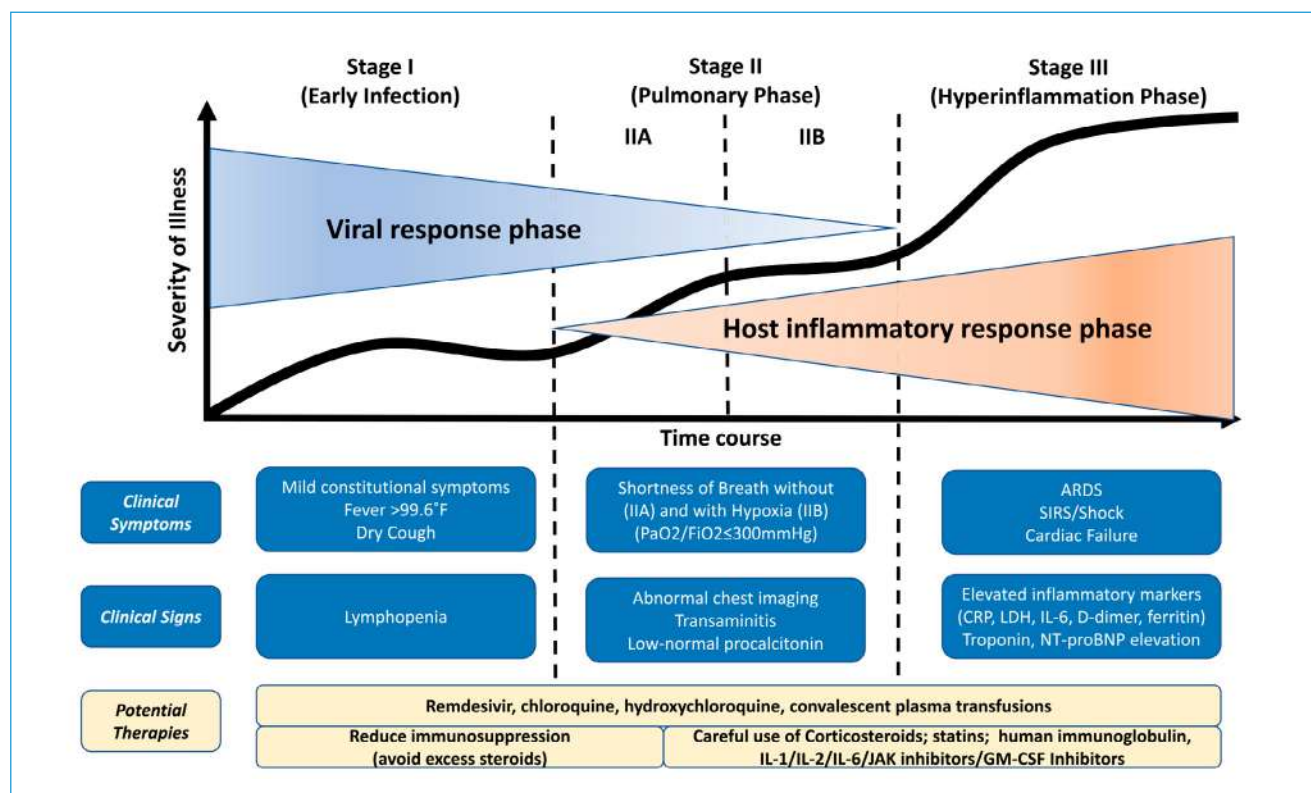 Stage I
(Early Infection)
Stage II
(Pulmonary Phase)
Stage III
(Hyperinflammation Phase)
IIA
IIB
Severity of Illness
Viral response phase
Host inflammatory response phase
Time course
Clinical
Symptoms
Mild constitutional symptoms
Fever >99.6˚F
Dry Cough
Shortness of Breath without
(IIA) and with Hypoxia (IIB)
(PaO2/FiO2≤300mmHg)
ARDS
SIRS/Shock
Cardiac Failure
Clinical Signs
Lymphopenia
Abnormal chest imaging
Transaminitis
Low-normal procalcitonin
Elevated inflammatory markers
(CRP, LDH, IL-6, D-dimer, ferritin)
Troponin, NT-proBNP elevation
Potential
Therapies
Remdesivir, chloroquine, hydroxychloroquine, convalescent plasma transfusions
Reduce immunosuppression
(avoid excess steroids)
Careful use of Corticosteroids; statins; human immunoglobulin,
IL-1/IL-2/IL-6/JAK inhibitors/GM-CSF Inhibitors